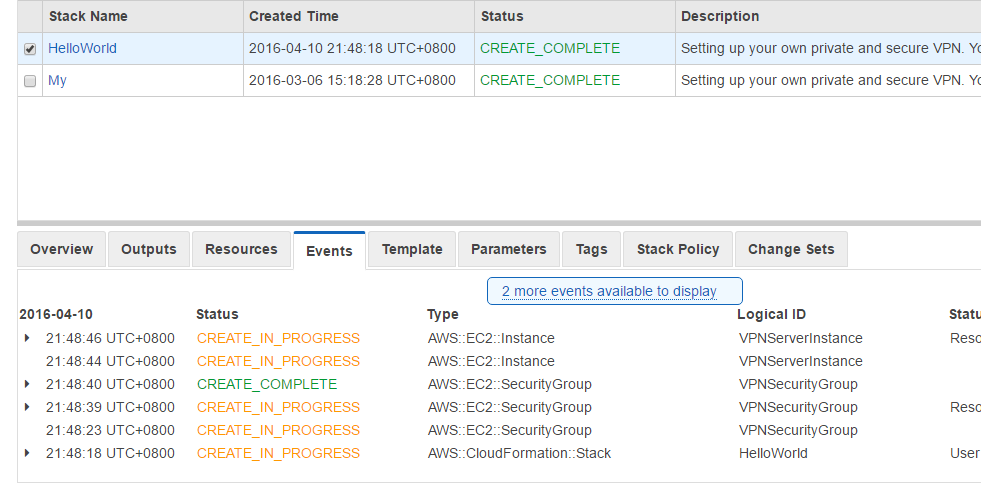 Stack Name Created Time Status Description
HelloWorld 2016-04-10 21:48:18 UTC+0800 CREATE_COMPLETE Setting up your own private and secure VPN. Yo
My 2016-03-06 15:18:28 UTC+0800 CREATE_COMPLETE Setting up your own private and secure VPN. Yo
Overview Outputs Resources Events Template Parameters Tags Stack Policy Change Sets
2 more events available to display
2016-04-10 Status Type Logical ID Statu
21:48:46 UTC+0800 CREATE_IN_PROGRESS AWS::EC2::Instance VPNServerInstance Reso
21:48:44 UTC+0800 CREATE_IN_PROGRESS AWS::EC2::Instance VPNServerInstance
21:48:40 UTC+0800 CREATE_COMPLETE AWS::EC2::SecurityGroup VPNSecurityGroup
21:48:39 UTC+0800 CREATE_IN_PROGRESS AWS::EC2::SecurityGroup VPNSecurityGroup Reso
21:48:23 UTC+0800 CREATE_IN_PROGRESS AWS::EC2::SecurityGroup VPNSecurityGroup
21:48:18 UTC+0800 CREATE_IN_PROGRESS AWS::CloudFormation::Stack HelloWorld User